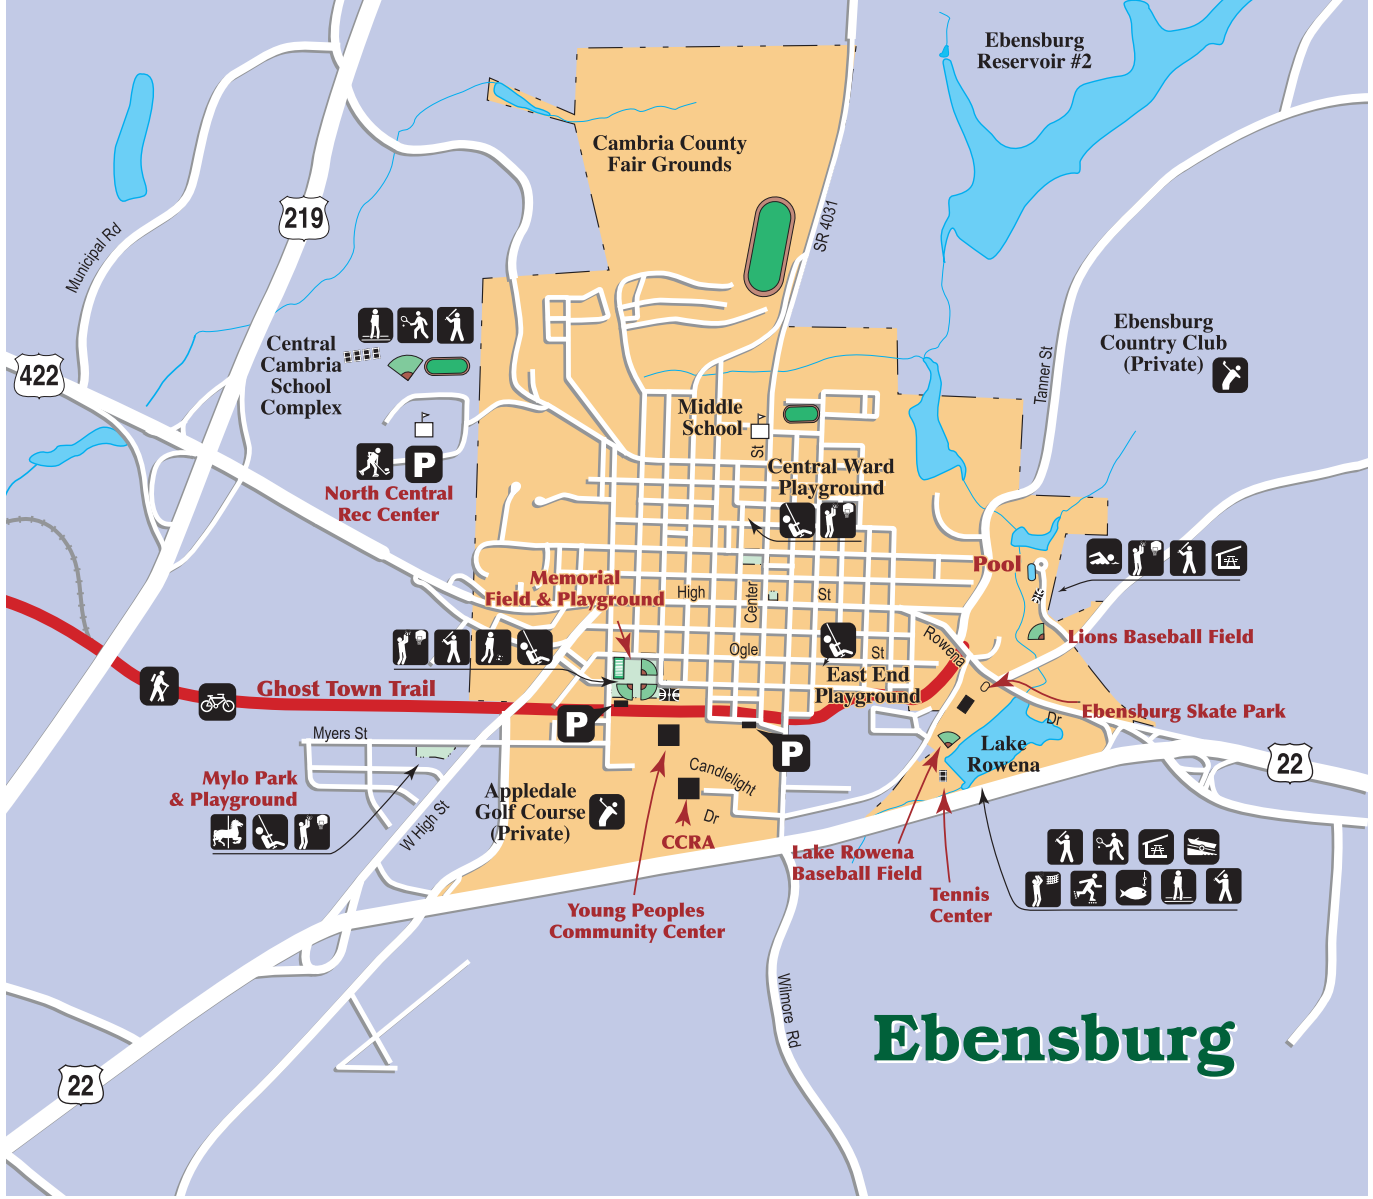 Ebensburg
Reservoir #2
Cambria County
Fair Grounds
SR 4031
219
Municipal Rd
Ebensburg
Country Club
(Private)
Tanner St
Central
Cambria
School
Complex
422
Middle
School
St
Central Ward
Playground
P
North Central
Rec Center
Pool
Memorial
Field & Playground
High
Center
St
Lions Baseball Field
Rowena
Ogle
St
East End
Playground
Ghost Town Trail
Ebensburg Skate Park
Dr
P
P
Myers St
Lake
Rowena
22
Mylo Park
& Playground
Candlelight
Dr
Appledale
Golf Course
(Private)
W High St
CCRA
Lake Rowena
Baseball Field
Tennis
Center
Young Peoples
Community Center
Wilmore Rd
Ebensburg
22